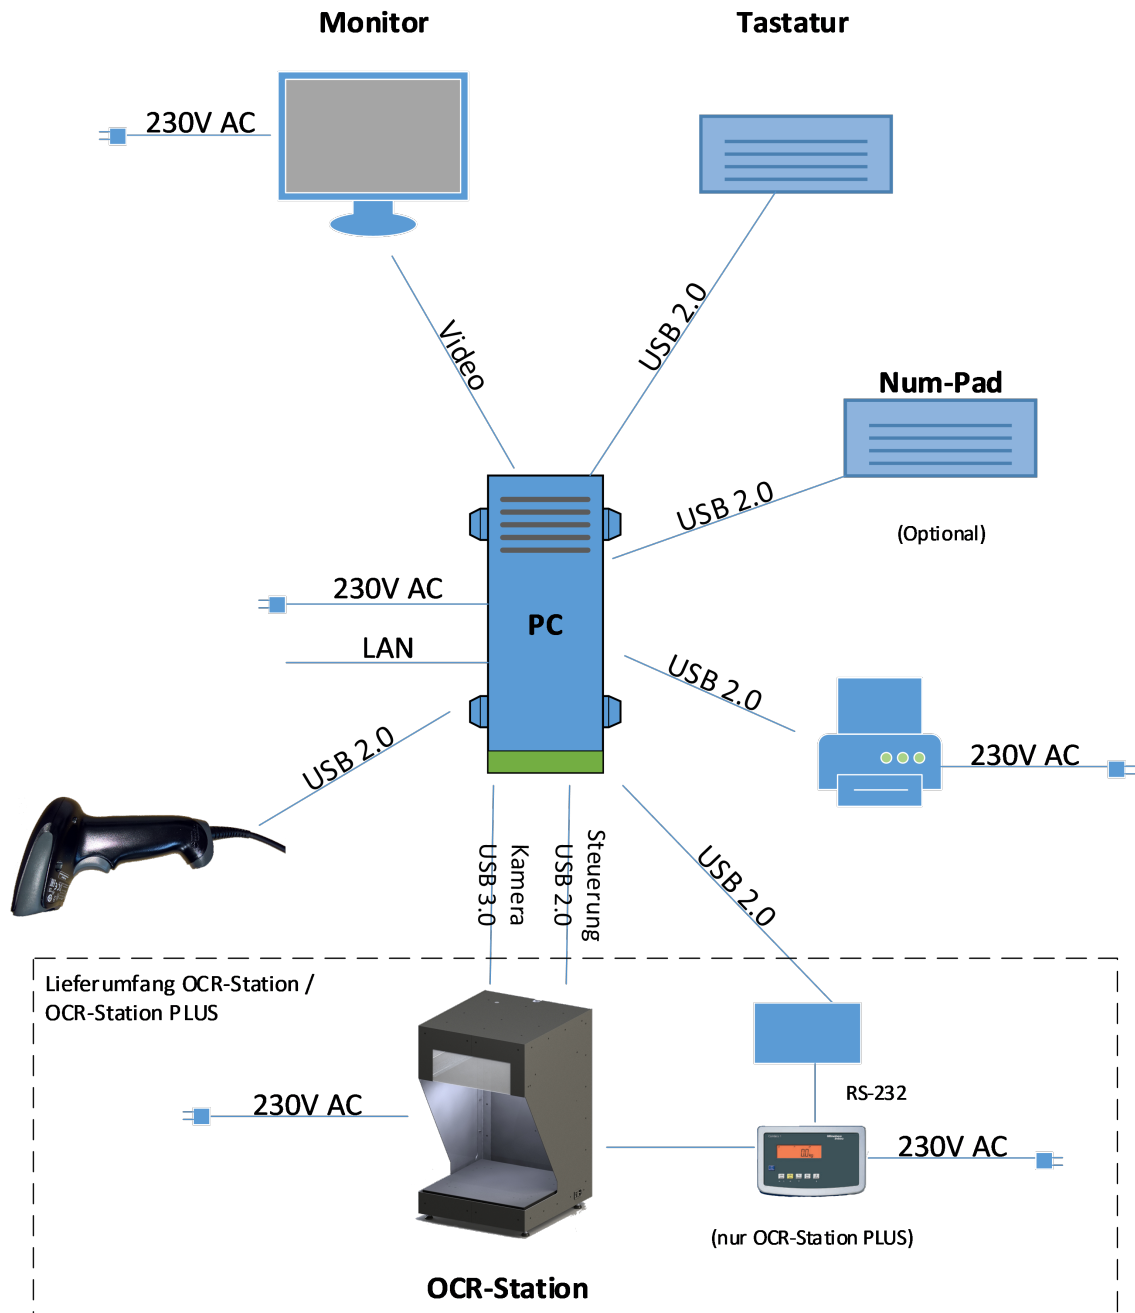 Monitor
Tastatur
230V AC
Video
USB 2.0
Num-Pad
USB 2.0
(Optional)
230V AC
PC
LAN
USB 2.0
USB 2.0
230V AC
Kamera
USB 3.0
Steuerung
USB 2.0
USB 2.0
Lieferumfang OCR-Station /
OCR-Station PLUS
RS-232
230V AC
230V AC
(nur OCR-Station PLUS)
OCR-Station